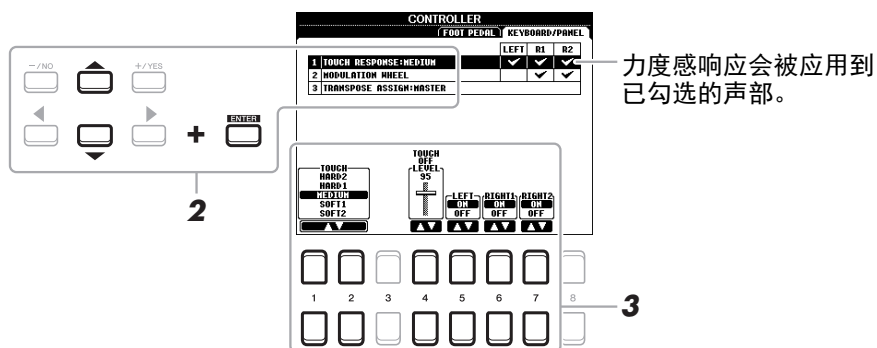 CONTROLLER
FOOT PEDAL KEYBOARD/PANEL
LEFT R1 R2
1 TOUCH RESPONSE:MEDIUM
2 MODULATION WHEEL
3 TRANSPOSE ASSIGN:MASTER
力度感响应会被应用到
已勾选的声部。
-/NO +/YES
+ ENTER
2
TOUCH
HARD2
HARD1
MEDIUM
SOFT1
SOFT2
TOUCH
OFF
LEVEL
95
LEFT RIGHT1 RIGHT2
ON ON ON
OFF OFF OFF
1 2 3 4 5 6 7 8
3